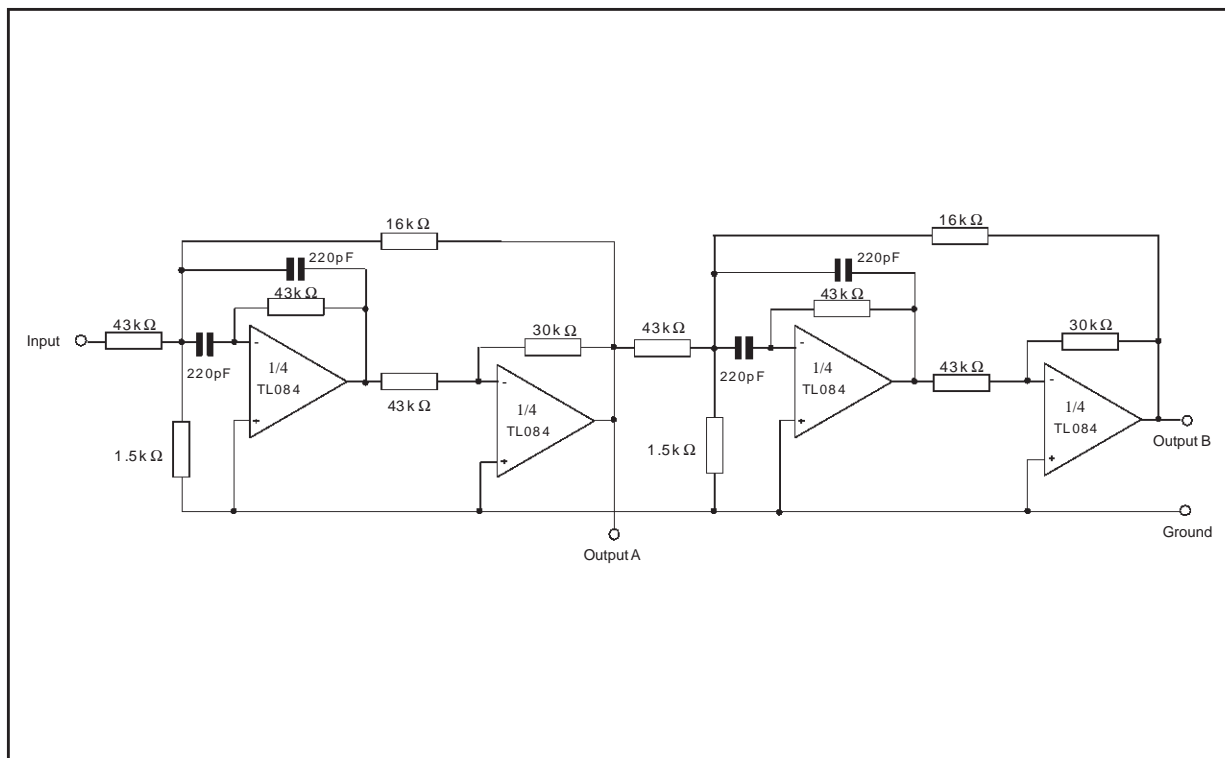 16kΩ
16kΩ
220pF
220pF
43kΩ
43kΩ
Input
43kΩ
30kΩ
43kΩ
30kΩ
-
-
220pF
1/4
TL084
-
220pF
1/4
TL084
43kΩ
-
43kΩ
1/4
TL084
1/4
TL084
+
+
Output B
1.5kΩ
+
1.5kΩ
+
Ground
Output A